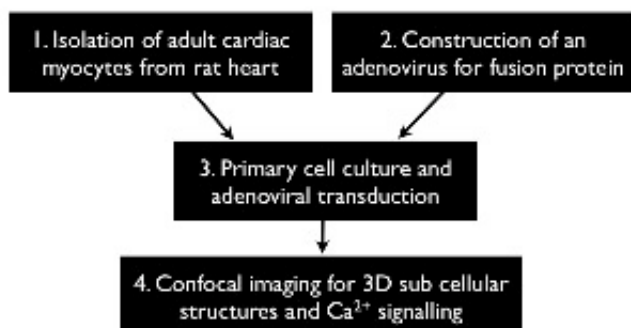 1. Isolation of adult cardiac
myocytes from rat heart
2. Construction of an
adenovirus for fusion protein
3. Primary cell culture and
adenoviral transduction
4. Confocal imaging for 3D sub cellular
structures and Ca²⁺ signalling